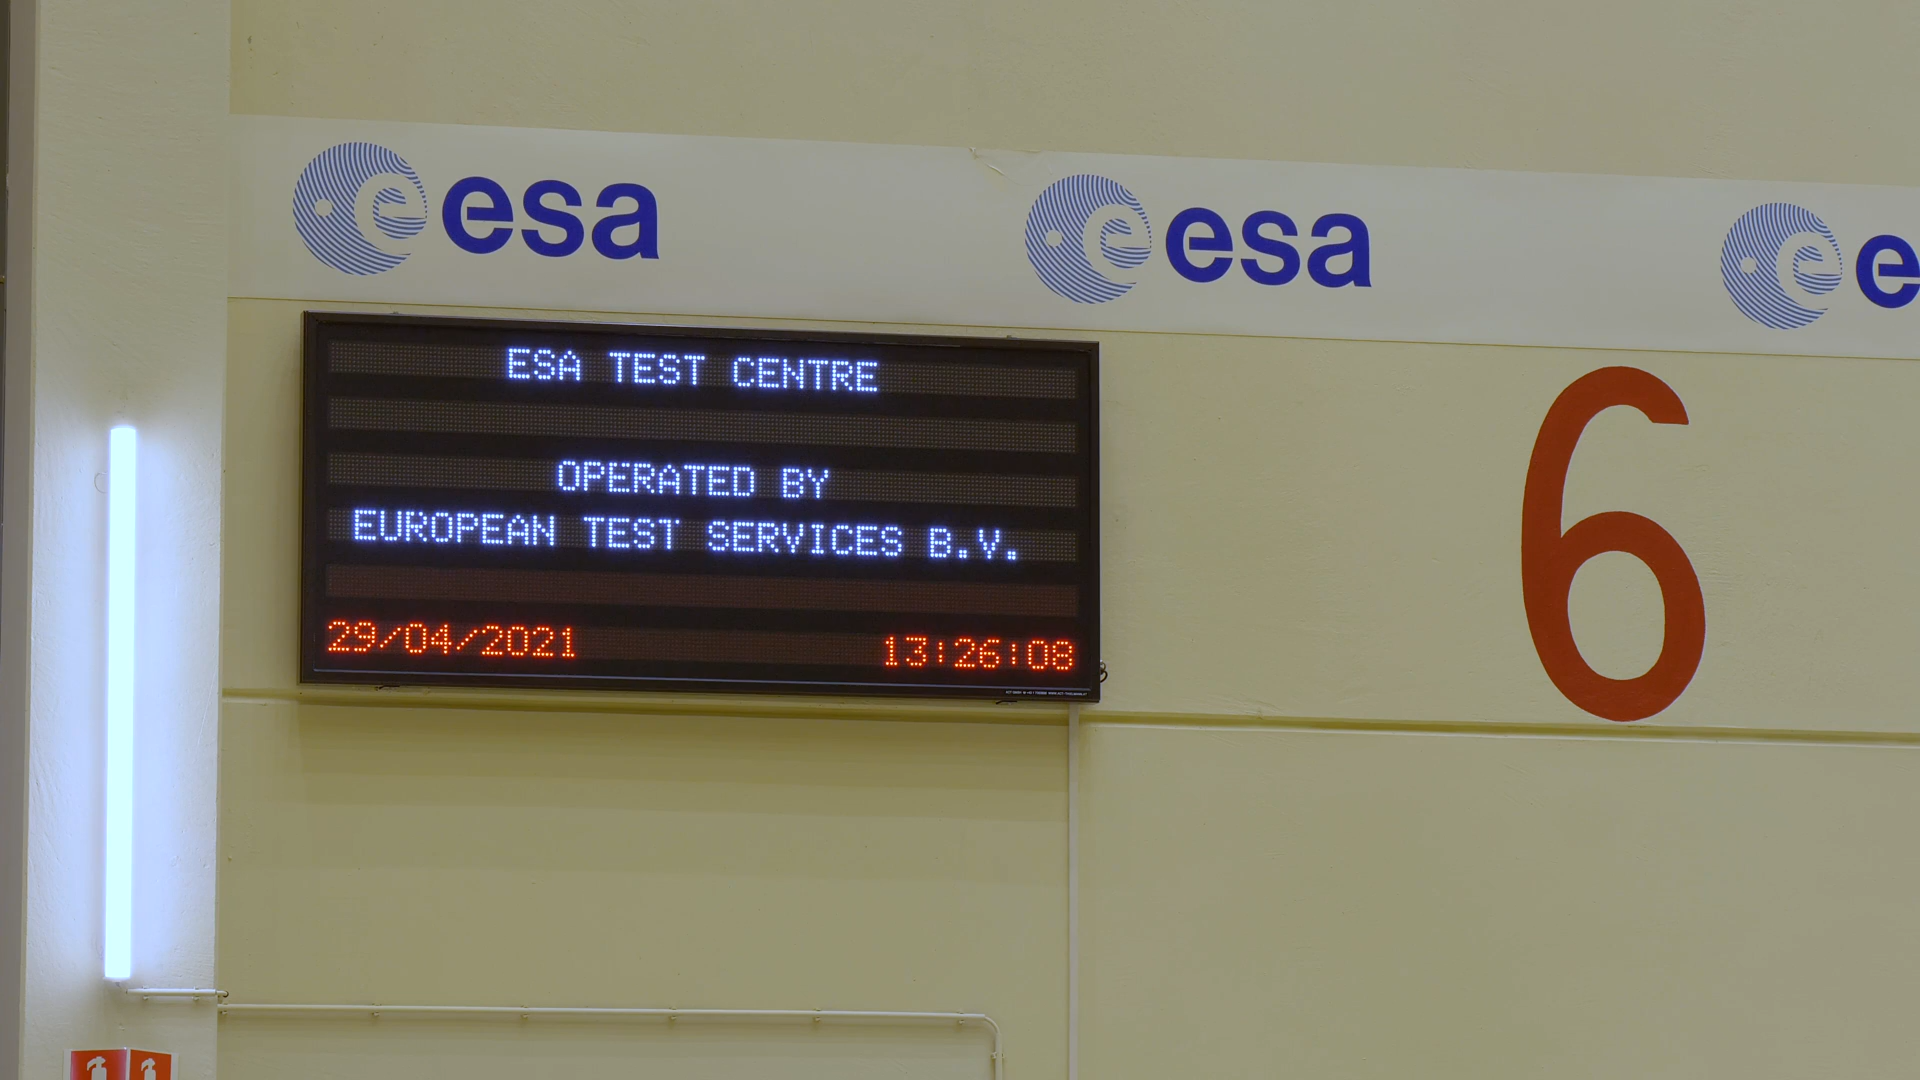 esa esa e
ESA TEST CENTRE
OPERATED BY
EUROPEAN TEST SERVICES B.V.
29/04/2021 13:26:08
6